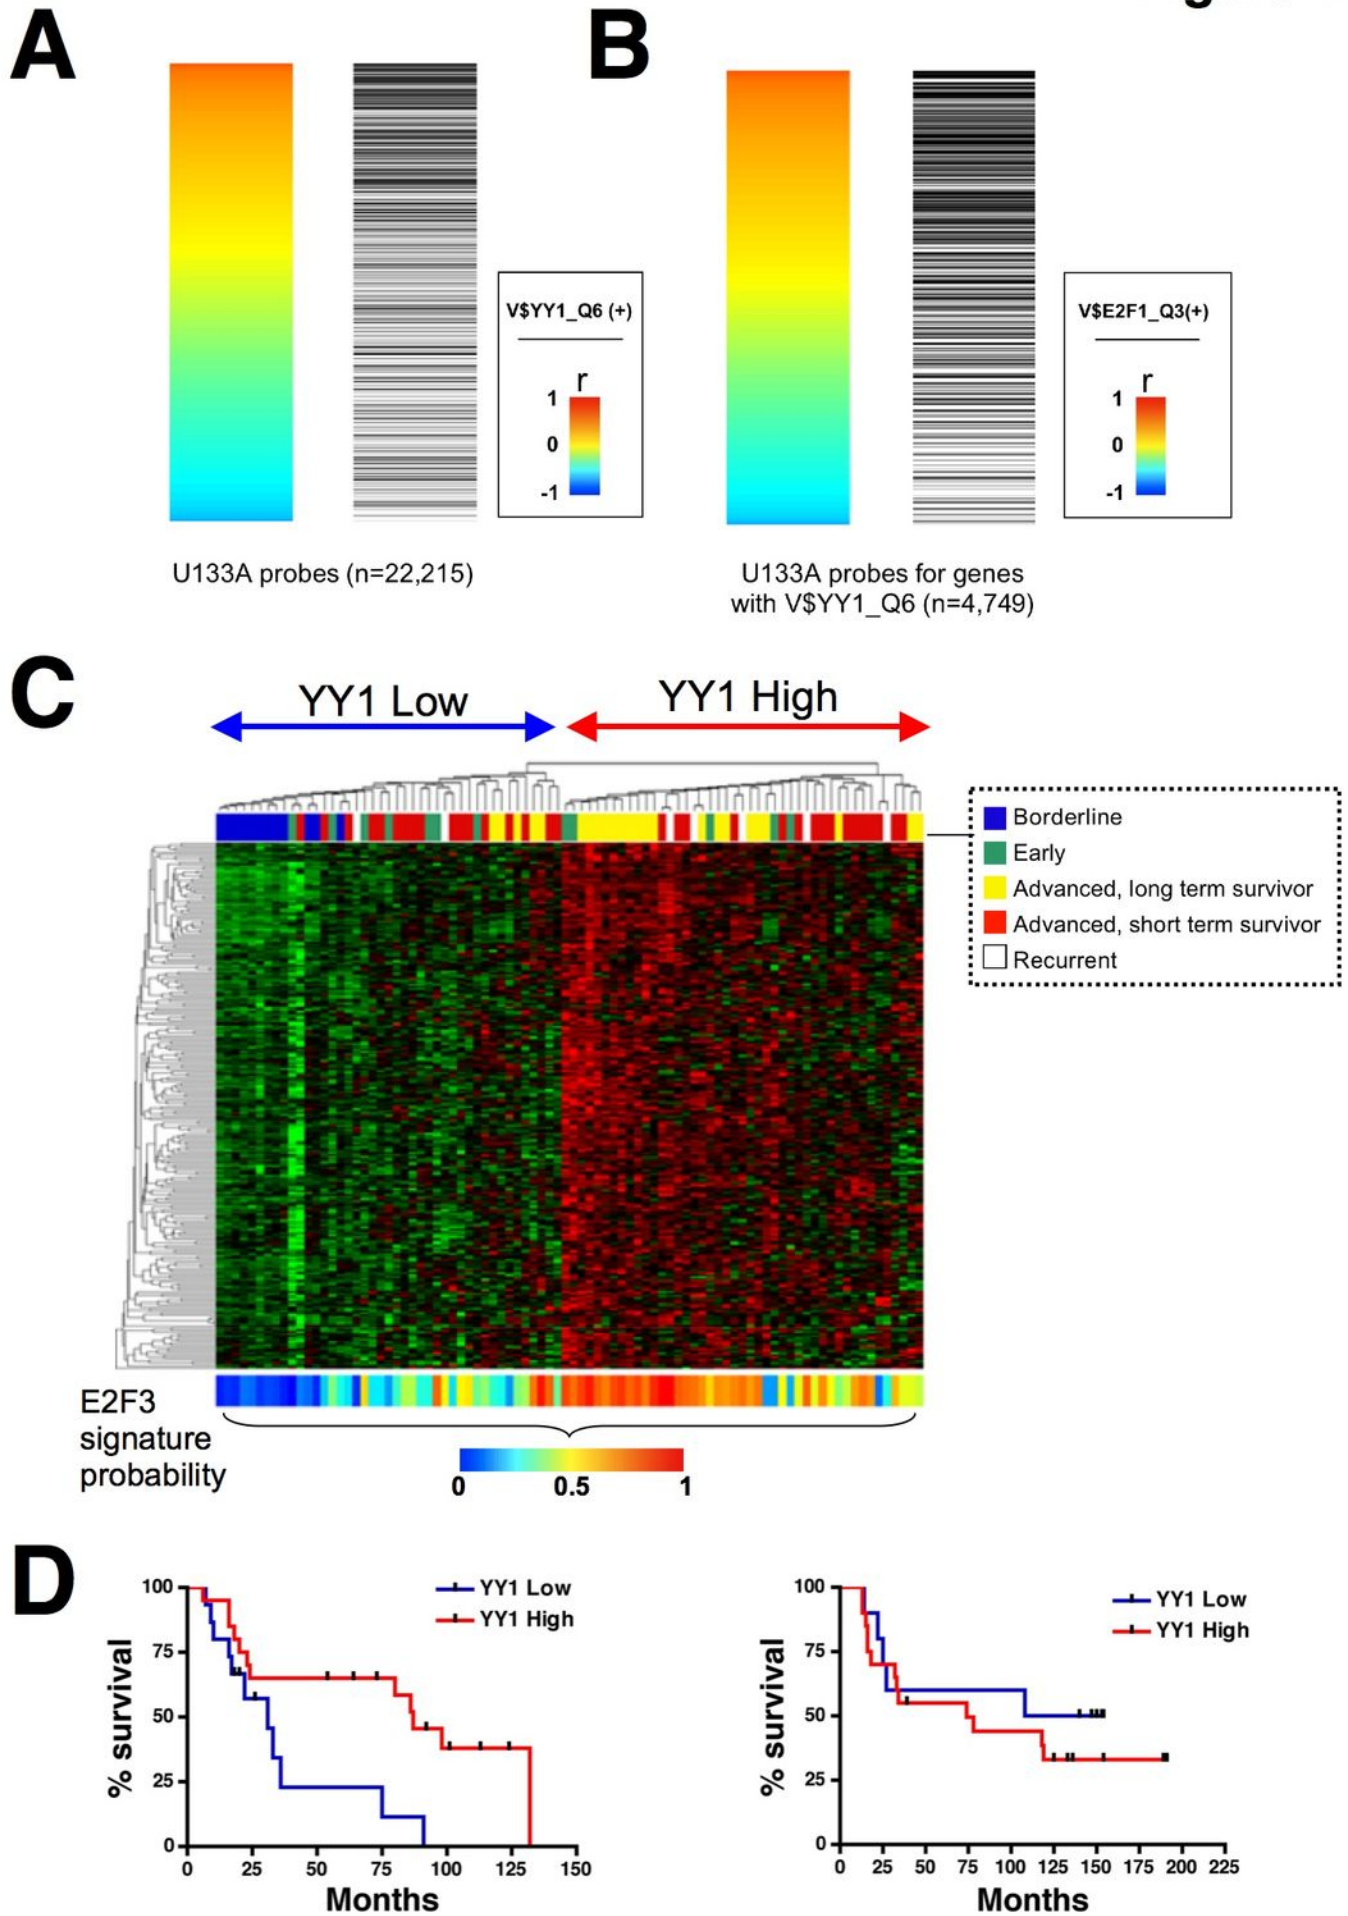 A
B
V$YY1_Q6 (+)
r
1
0
-1
V$E2F1_Q3(+)
r
1
0
-1
U133A probes (n=22,215)
U133A probes for genes
with V$YY1_Q6 (n=4,749)
C
YY1 Low
YY1 High
Borderline
Early
Advanced, long term survivor
Advanced, short term survivor
Recurrent
E2F3
signature
probability
0
0.5
1
D
100
75
50
25
0
% survival
YY1 Low
YY1 High
0 25 50 75 100 125 150
Months
100
75
50
25
0
% survival
YY1 Low
YY1 High
0 25 50 75 100 125 150 175 200 225
Months